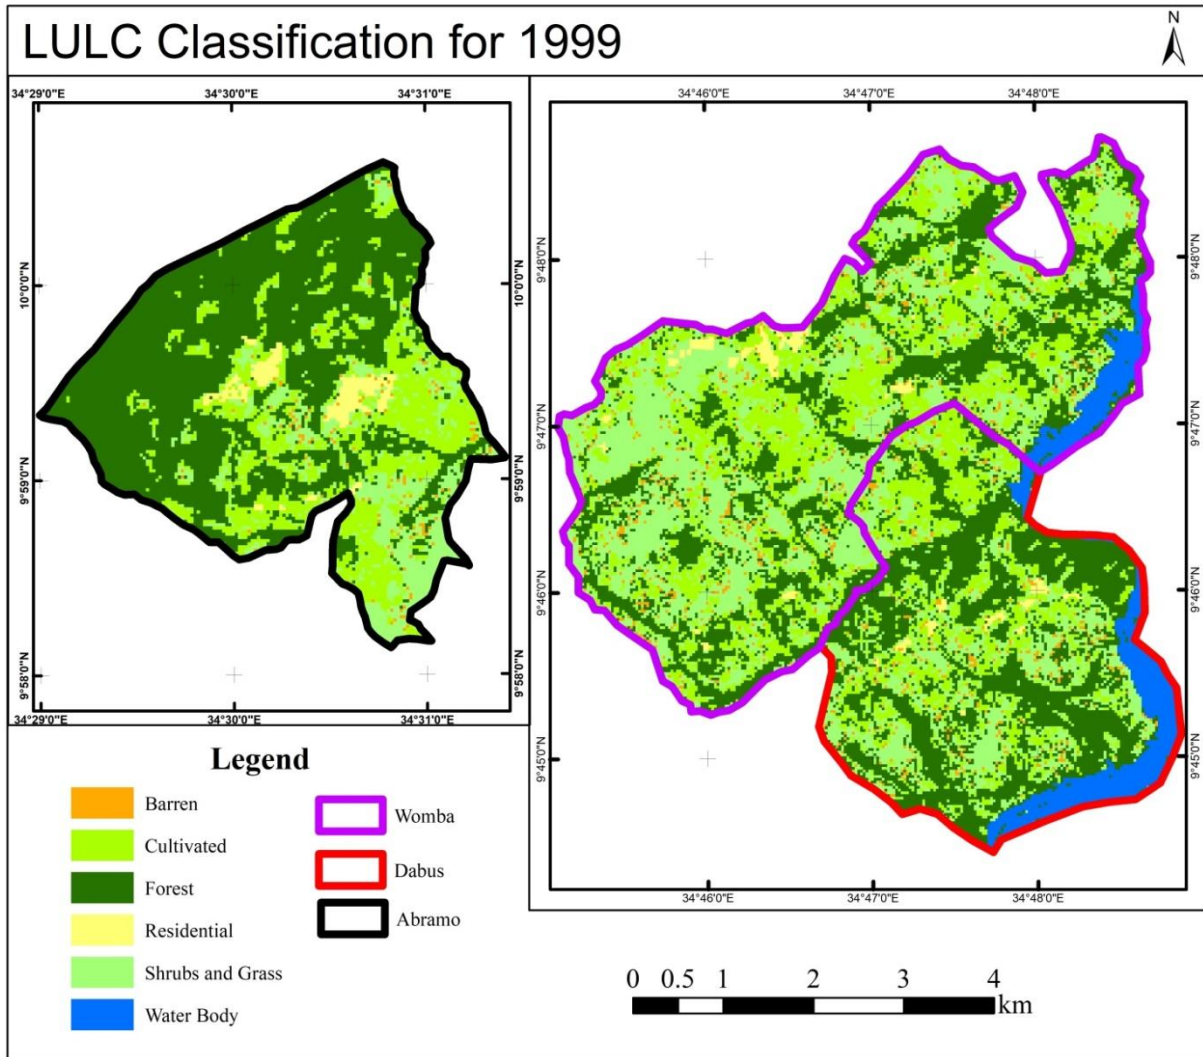 LULC Classification for 1999
N
34°29'0"E 34°30'0"E 34°31'0"E
34°46'0"E 34°47'0"E 34°48'0"E
10°0'0"N 10°0'0"N
9°59'0"N 9°59'0"N
9°58'0"N 9°58'0"N
34°29'0"E 34°30'0"E 34°31'0"E
9°48'0"N 9°48'0"N
9°47'0"N 9°47'0"N
9°46'0"N 9°46'0"N
9°45'0"N 9°45'0"N
34°46'0"E 34°47'0"E 34°48'0"E
Legend
Barren
Cultivated
Forest
Residential
Shrubs and Grass
Water Body
Womba
Dabus
Abramo
0 0.5 1 2 3 4
km